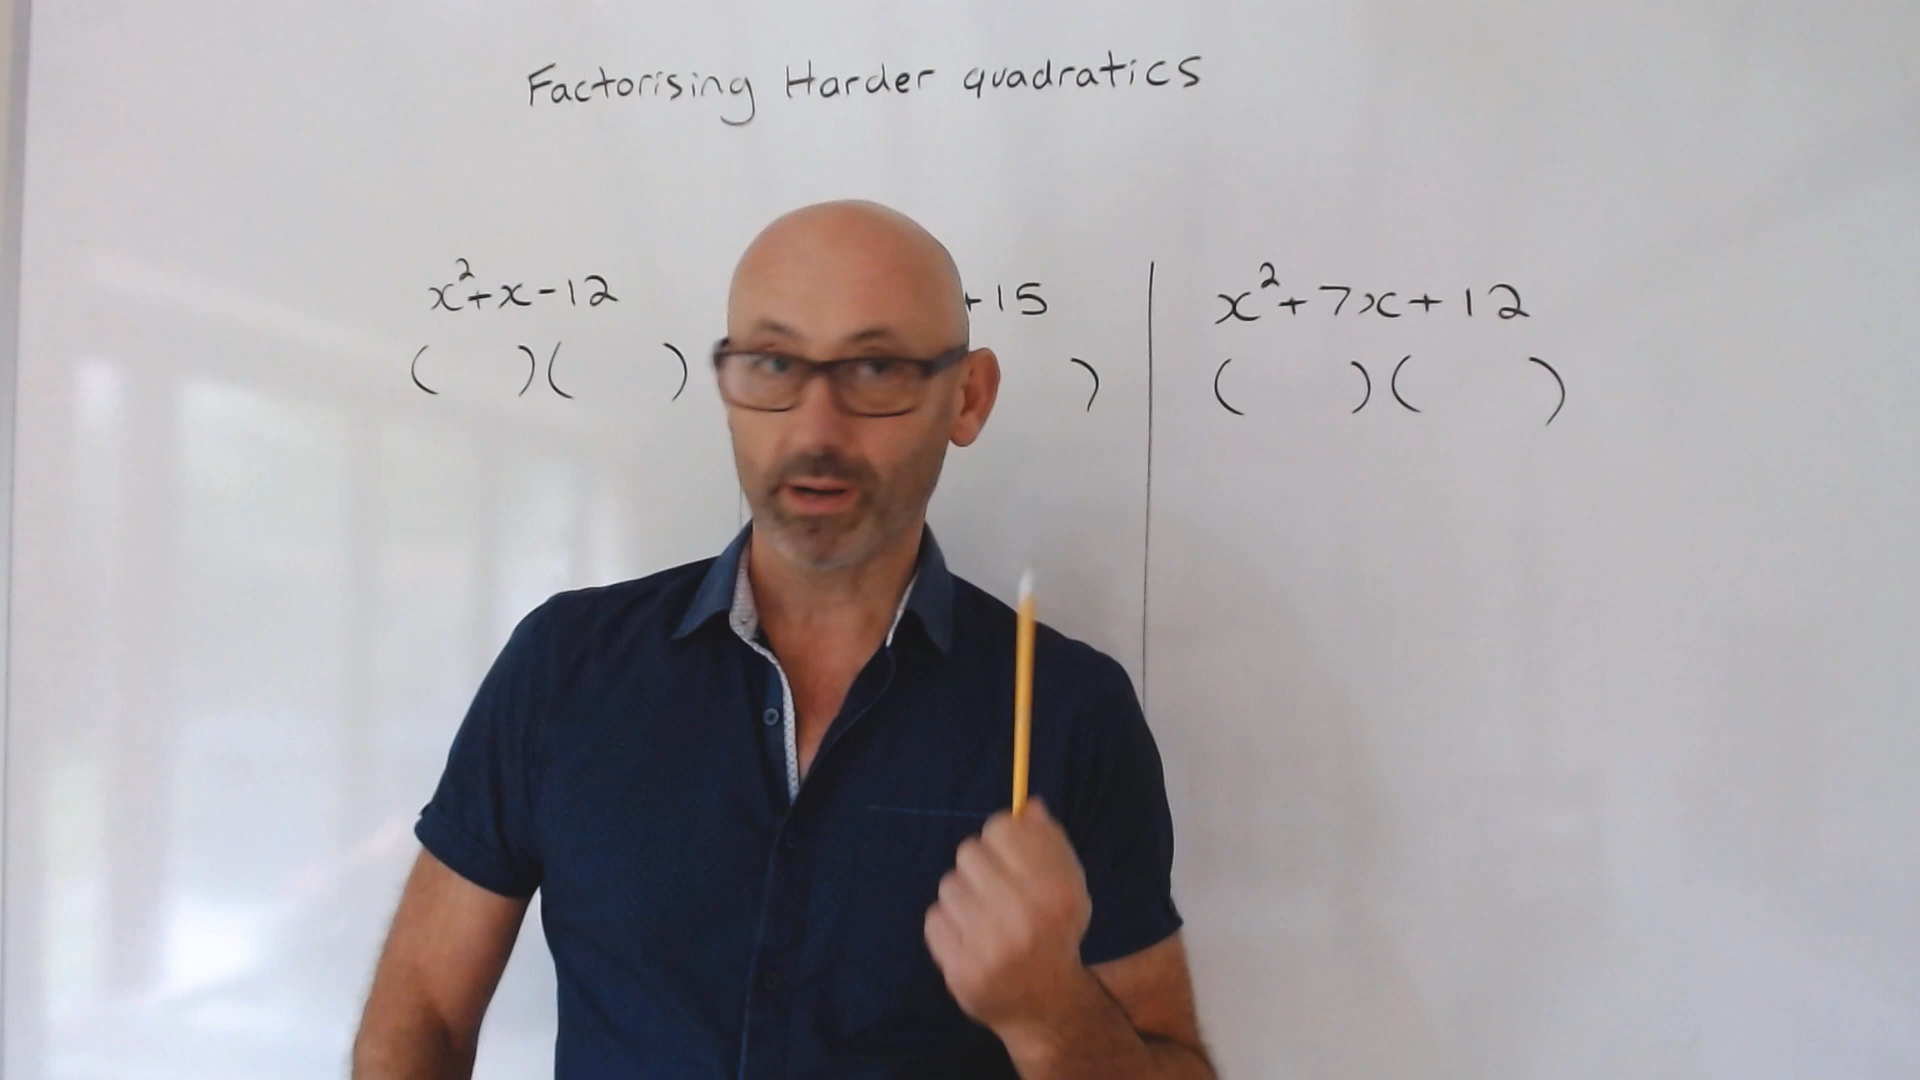 Factorising Harder quadratics
x²+x-12
( )( )
+15
)
x²+7x+12
( )( )